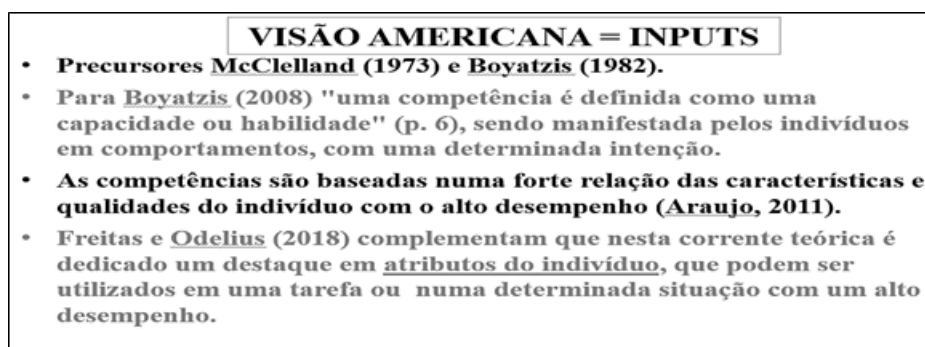 VISÃO AMERICANA = INPUTS
• Precursores McClelland (1973) e Boyatzis (1982).
• Para Boyatzis (2008) "uma competência é definida como uma
capacidade ou habilidade" (p. 6), sendo manifestada pelos indivíduos
em comportamentos, com uma determinada intenção.
• As competências são baseadas numa forte relação das características e
qualidades do indivíduo com o alto desempenho (Araujo, 2011).
• Freitas e Odelius (2018) complementam que nesta corrente teórica é
dedicado um destaque em atributos do indivíduo, que podem ser
utilizados em uma tarefa ou numa determinada situação com um alto
desempenho.